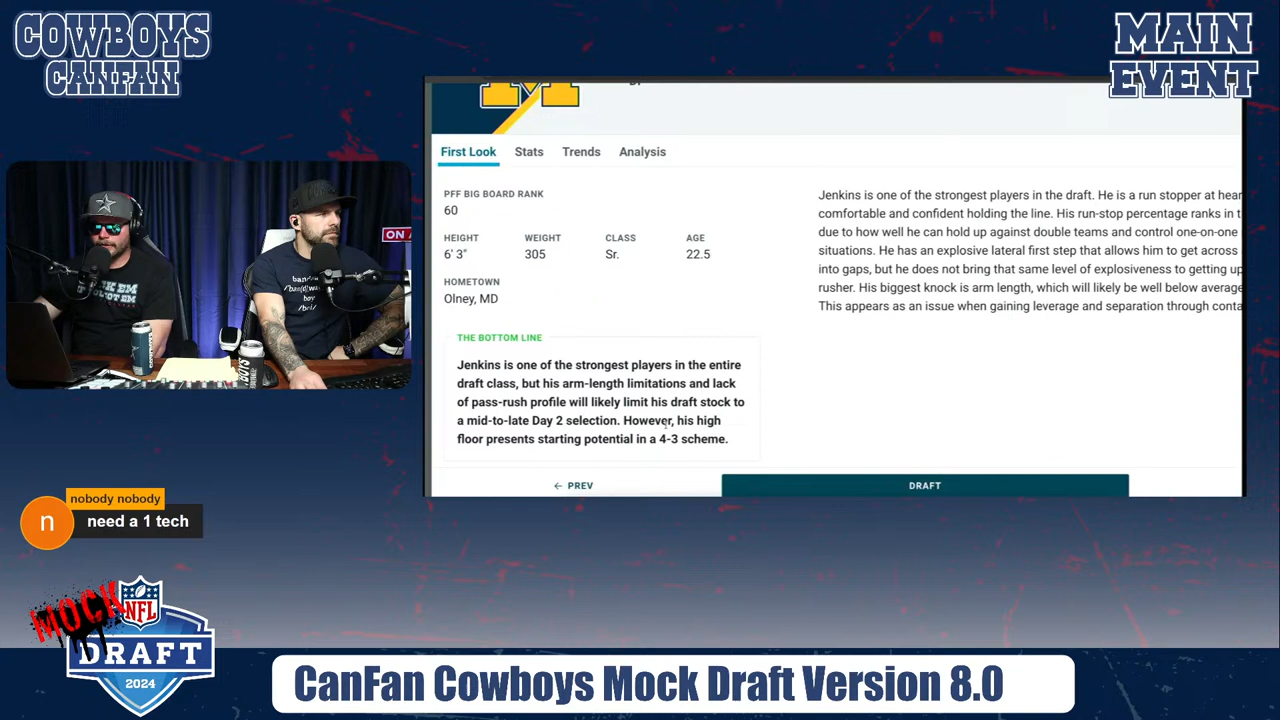 COWBOYS
CANFAN
MAIN
EVENT
First Look
Stats
Trends
Analysis
PFF BIG BOARD RANK
60
HEIGHT
WEIGHT
CLASS
AGE
6' 3"
305
Sr.
22.5
HOMETOWN
Olney, MD
THE BOTTOM LINE
Jenkins is one of the strongest players in the entire
draft class, but his arm-length limitations and lack
of pass-rush profile will likely limit his draft stock to
a mid-to-late Day 2 selection. However, his high
floor presents starting potential in a 4-3 scheme.
Jenkins is one of the strongest players in the draft. He is a run stopper at hear
comfortable and confident holding the line. His run-stop percentage ranks in t
due to how well he can hold up against double teams and control one-on-one
situations. He has an explosive lateral first step that allows him to get across
into gaps, but he does not bring that same level of explosiveness to getting up
rusher. His biggest knock is arm length, which will likely be well below average
This appears as an issue when gaining leverage and separation through conta
← PREV
DRAFT
ON A
nobody nobody
n
need a 1 tech
MOCK
NFL
DRAFT
2024
CanFan Cowboys Mock Draft Version 8.0